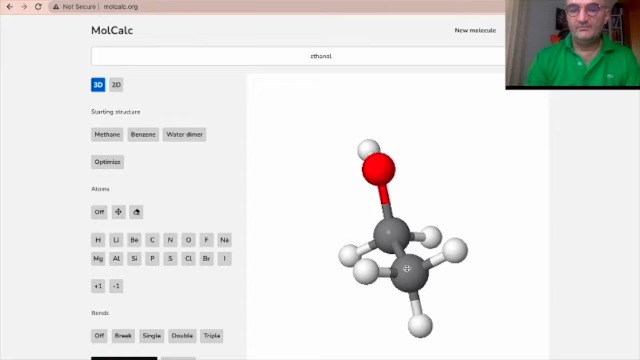 Not Secure | molcalc.org
MolCalc
New molecule
ethanol
3D 2D
Starting structure
Methane Benzene Water dimer
Optimize
Atoms
Off
H Li Be C N O F Na
Mg Al Si P S Cl Br I
+1 -1
Bonds
Off Break Single Double Triple